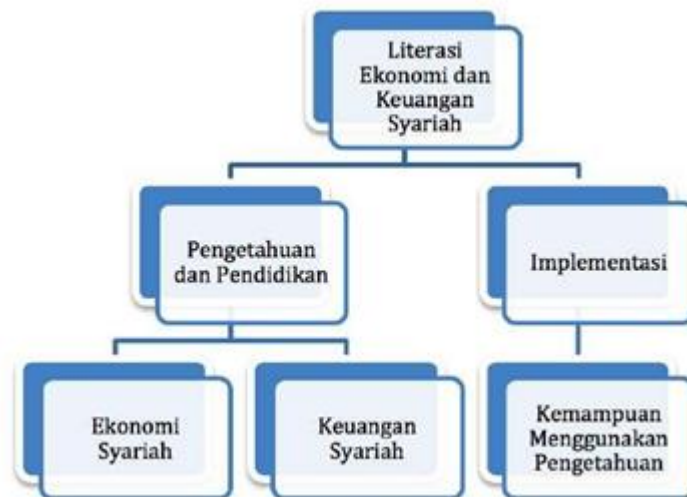 Literasi
Ekonomi dan
Keuangan
Syariah
Pengetahuan
dan Pendidikan
Implementasi
Ekonomi
Syariah
Keuangan
Syariah
Kemampuan
Menggunakan
Pengetahuan